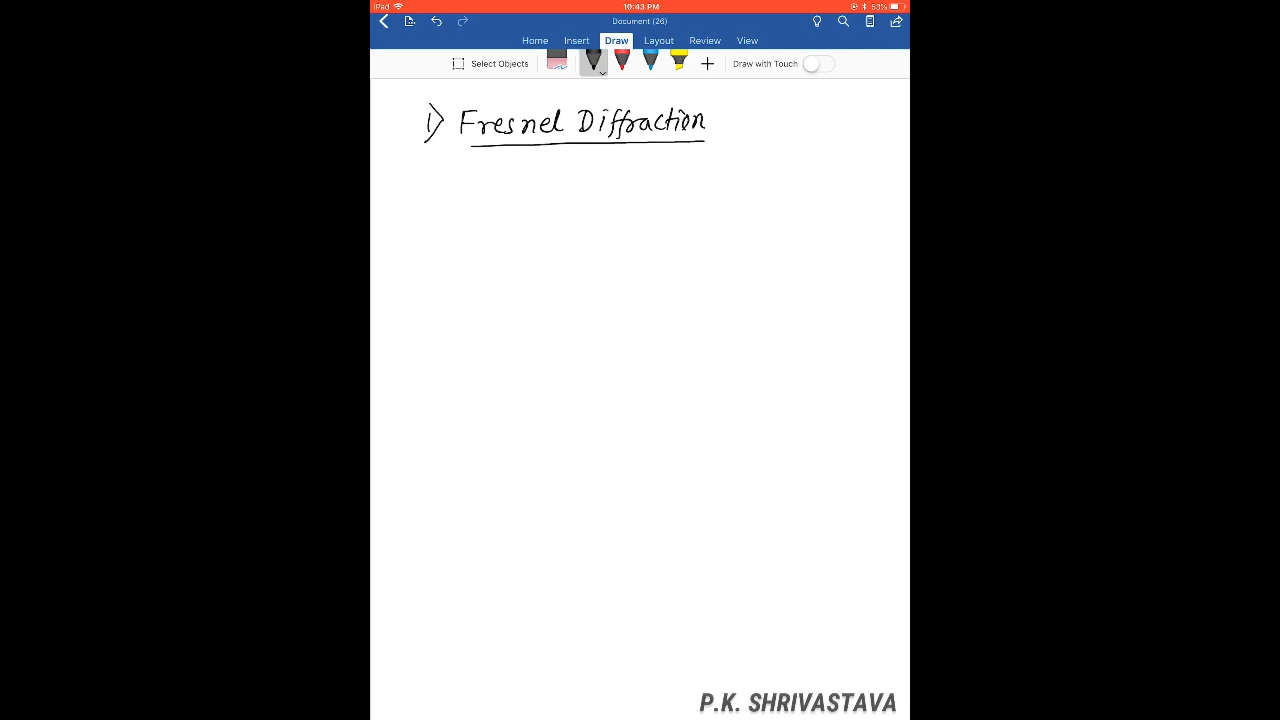 iPad 10:43 PM 53%
Document (26)
Home Insert Draw Layout Review View
Select Objects Draw with Touch
1) Fresnel Diffraction
P.K. SHRIVASTAVA